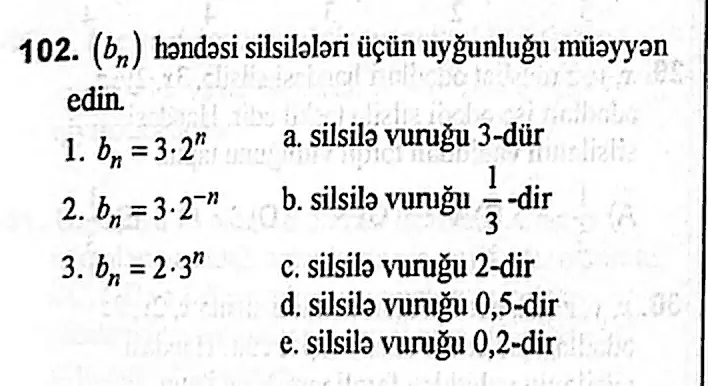 102. (bₙ) həndəsi silsilələri üçün uyğunluğu müəyyən
edin.
1. bₙ = 3·2ⁿ a. silsilə vuruğu 3-dür
2. bₙ = 3·2⁻ⁿ b. silsilə vuruğu 1/3-dir
3. bₙ = 2·3ⁿ c. silsilə vuruğu 2-dir
d. silsilə vuruğu 0,5-dir
e. silsilə vuruğu 0,2-dir